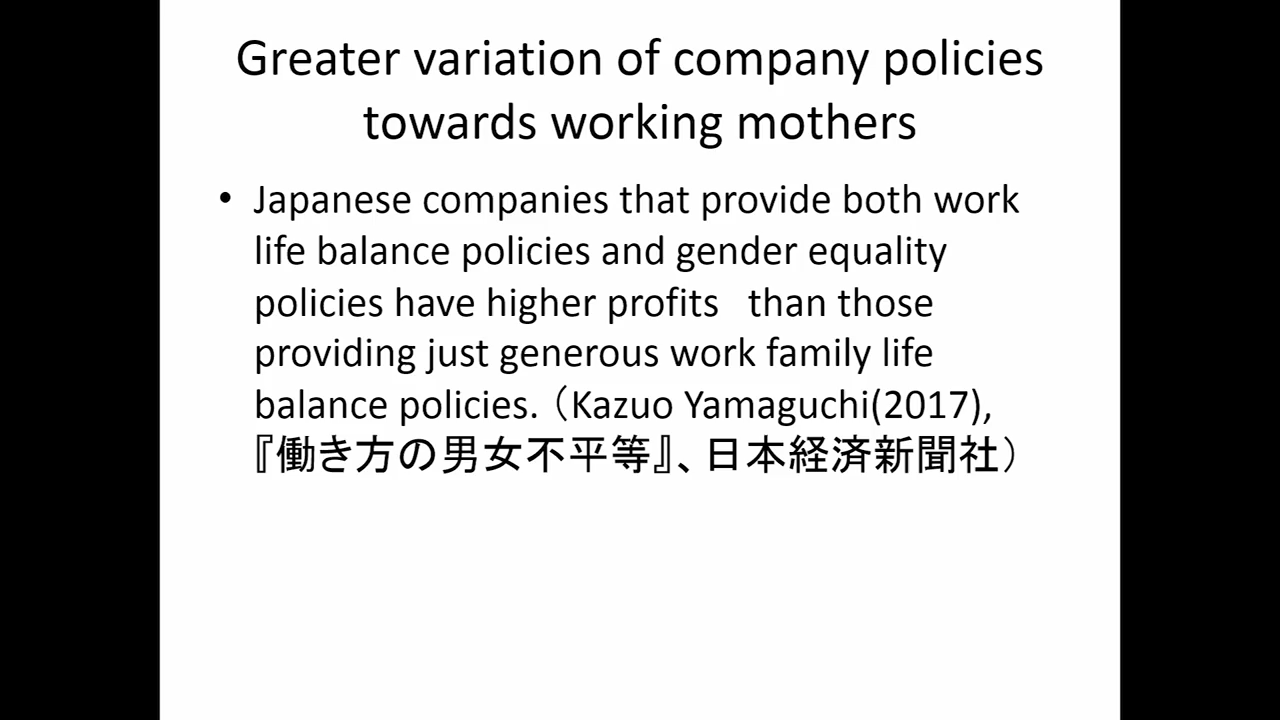 Greater variation of company policies
towards working mothers
• Japanese companies that provide both work
life balance policies and gender equality
policies have higher profits than those
providing just generous work family life
balance policies.（Kazuo Yamaguchi(2017),
『働き方の男女不平等』、日本経済新聞社）